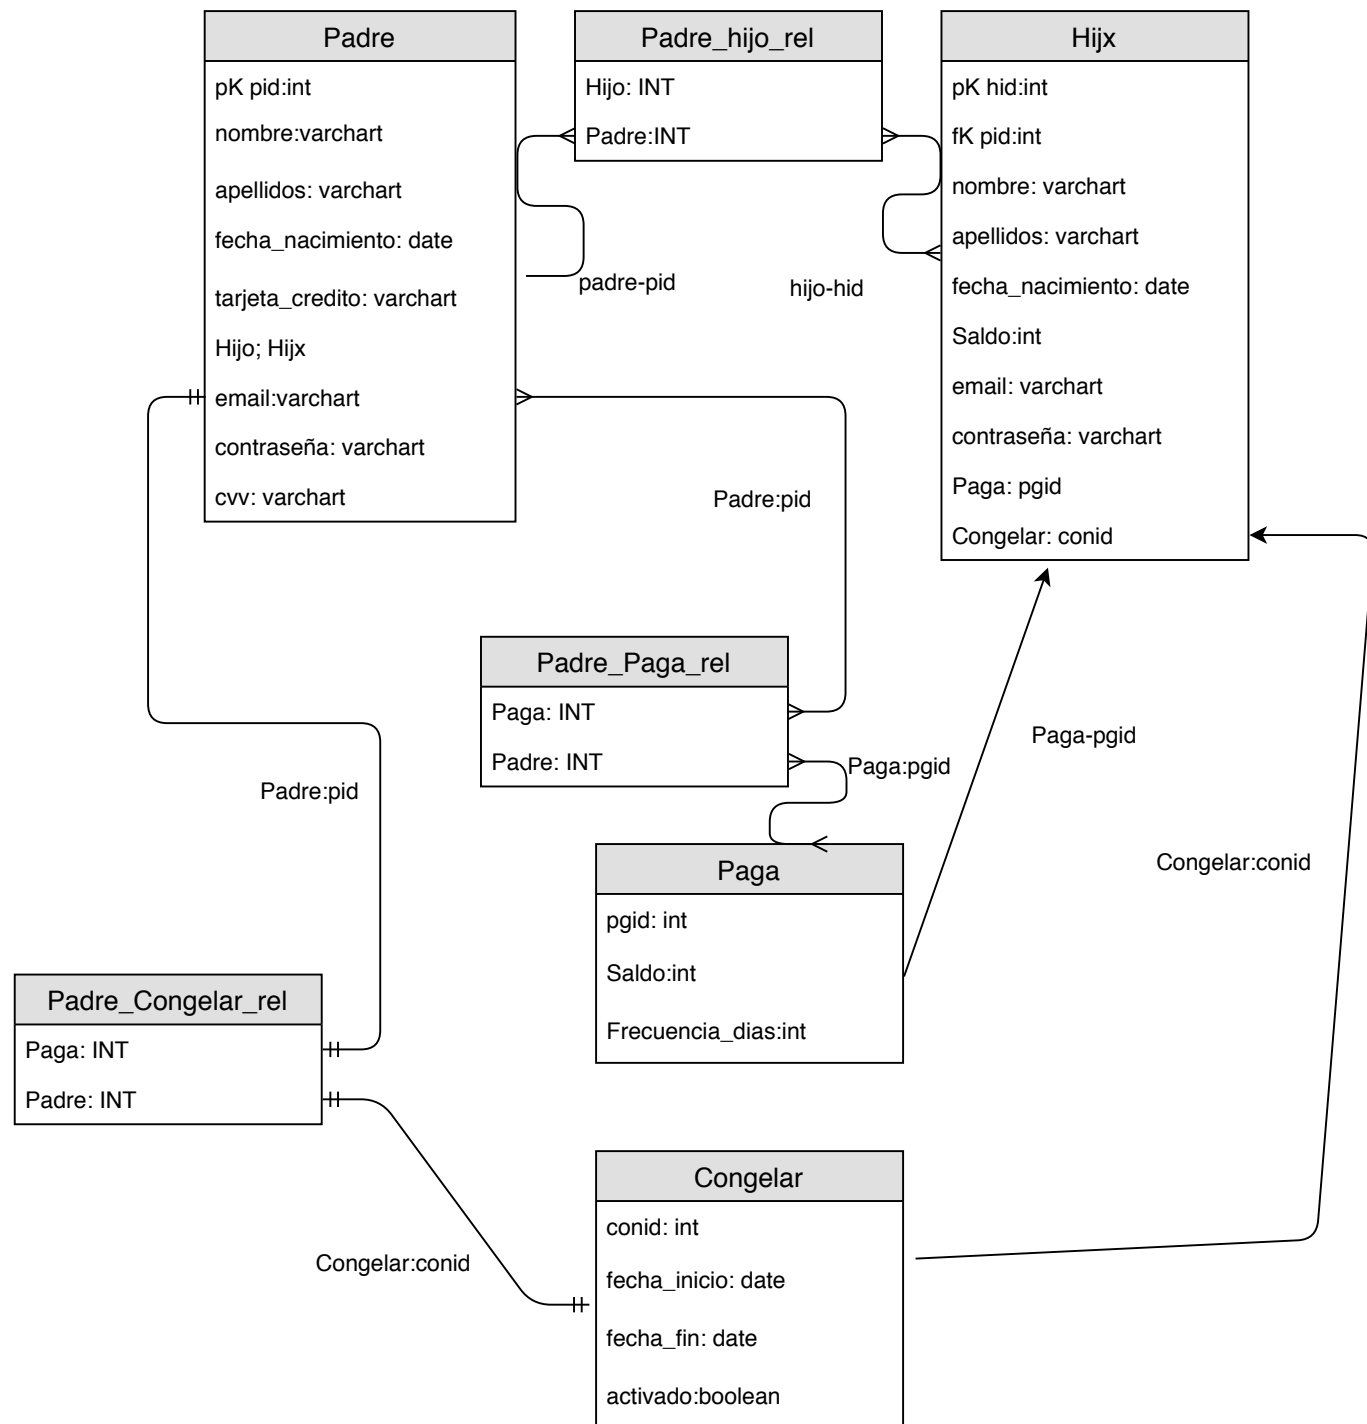 Padre
pK pid:int
nombre:varchart
apellidos: varchart
fecha_nacimiento: date
tarjeta_credito: varchart
Hijo; Hijx
email:varchart
contraseña: varchart
cvv: varchart
Padre_hijo_rel
Hijo: INT
Padre:INT
Hijx
pK hid:int
fK pid:int
nombre: varchart
apellidos: varchart
fecha_nacimiento: date
Saldo:int
email: varchart
contraseña: varchart
Paga: pgid
Congelar: conid
padre-pid
hijo-hid
Padre:pid
Padre_Paga_rel
Paga: INT
Padre: INT
Paga-pgid
Paga:pgid
Padre:pid
Paga
pgid: int
Saldo:int
Frecuencia_dias:int
Congelar:conid
Padre_Congelar_rel
Paga: INT
Padre: INT
Congelar:conid
Congelar
conid: int
fecha_inicio: date
fecha_fin: date
activado:boolean